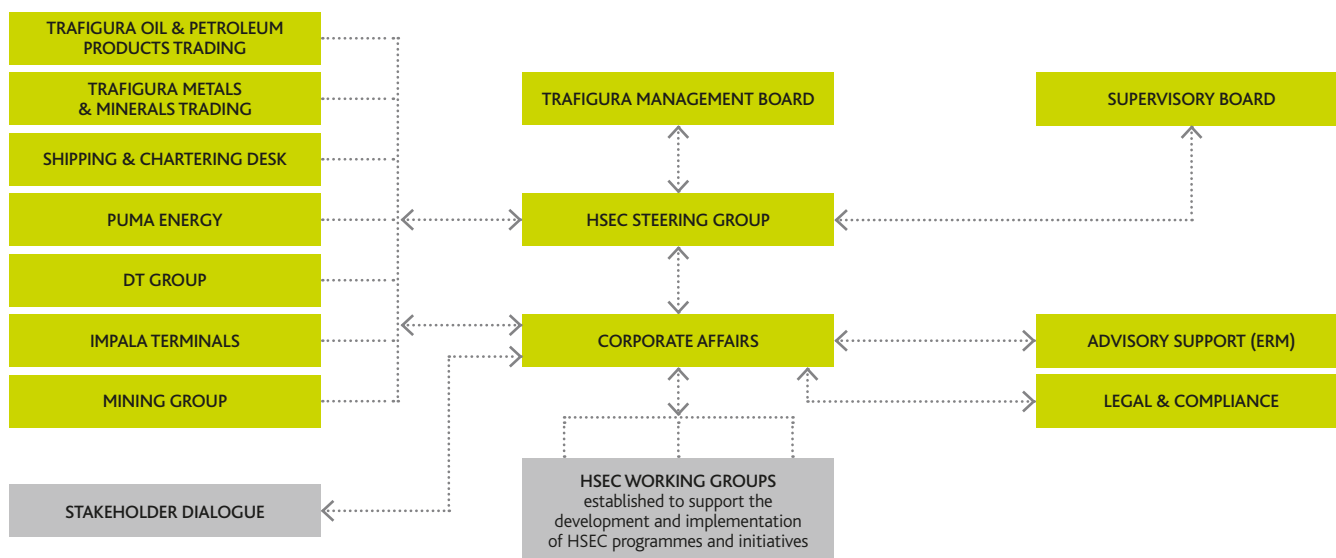 TRAFIGURA OIL & PETROLEUM
PRODUCTS TRADING
TRAFIGURA METALS
& MINERALS TRADING
SHIPPING & CHARTERING DESK
PUMA ENERGY
DT GROUP
IMPALA TERMINALS
MINING GROUP
STAKEHOLDER DIALOGUE
TRAFIGURA MANAGEMENT BOARD
HSEC STEERING GROUP
CORPORATE AFFAIRS
HSEC WORKING GROUPS
established to support the
development and implementation
of HSEC programmes and initiatives
SUPERVISORY BOARD
ADVISORY SUPPORT (ERM)
LEGAL & COMPLIANCE